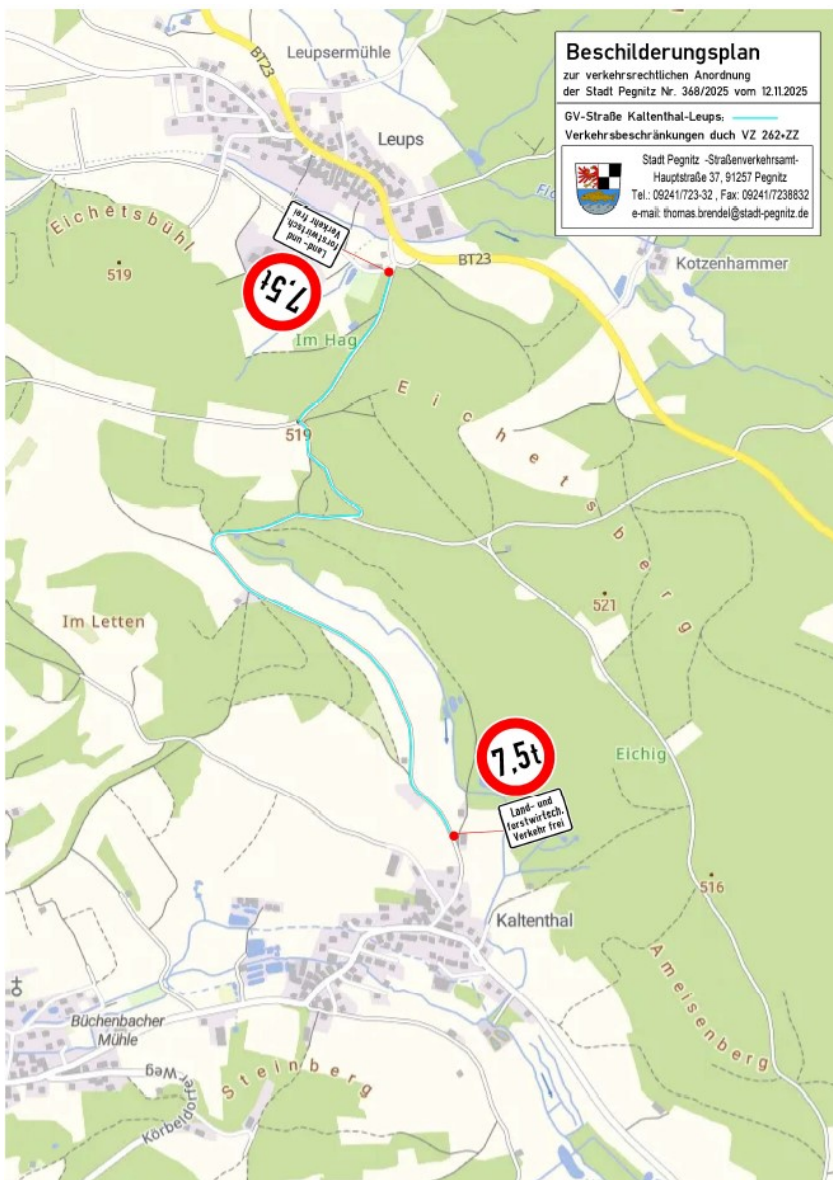 Beschilderungsplan
zur verkehrsrechtlichen Anordnung
der Stadt Pegnitz Nr. 368/2025 vom 12.11.2025
GV-Straße Kaltenthal-Leups:
Verkehrsbeschränkungen duch VZ 262+ZZ
Stadt Pegnitz -Straßenverkehrsamt-
Hauptstraße 37, 91257 Pegnitz
Tel.: 09241/723-32 , Fax: 09241/7238832
e-mail: thomas.brendel@stadt-pegnitz.de
BT23
Leupsermühle
Leups
Eichetsbühl
519
Land- und
forstwirtsch.
Verkehr frei
7,5t
BT23
Kotzenhammer
Im Hag
Eichetsberg
519
521
Im Letten
7,5t
Land- und
forstwirtsch.
Verkehr frei
Eichig
516
Kaltenthal
Ameisenberg
Büchenbacher
Mühle
Steinberg
Körbeldorfer Weg